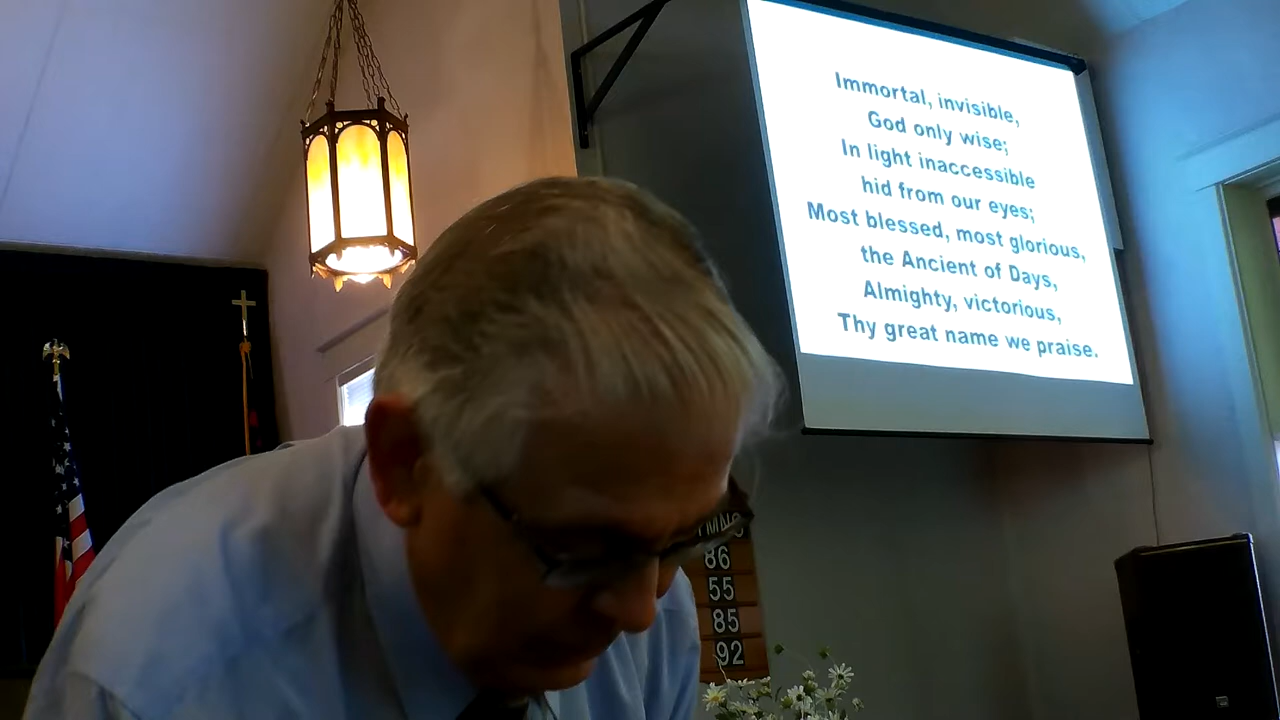 Immortal, invisible,
God only wise;
In light inaccessible
hid from our eyes;
Most blessed, most glorious,
the Ancient of Days,
Almighty, victorious,
Thy great name we praise.
86
55
85
92